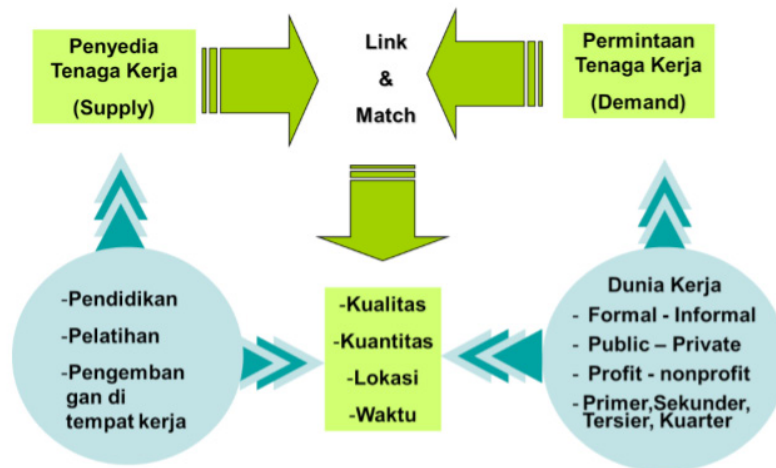 Penyedia
Tenaga Kerja
(Supply)
Link
&
Match
Permintaan
Tenaga Kerja
(Demand)
-Pendidikan
-Pelatihan
-Pengemban
gan di
tempat kerja
-Kualitas
-Kuantitas
-Lokasi
-Waktu
Dunia Kerja
- Formal - Informal
- Public – Private
- Profit - nonprofit
- Primer,Sekunder,
Tersier, Kuarter